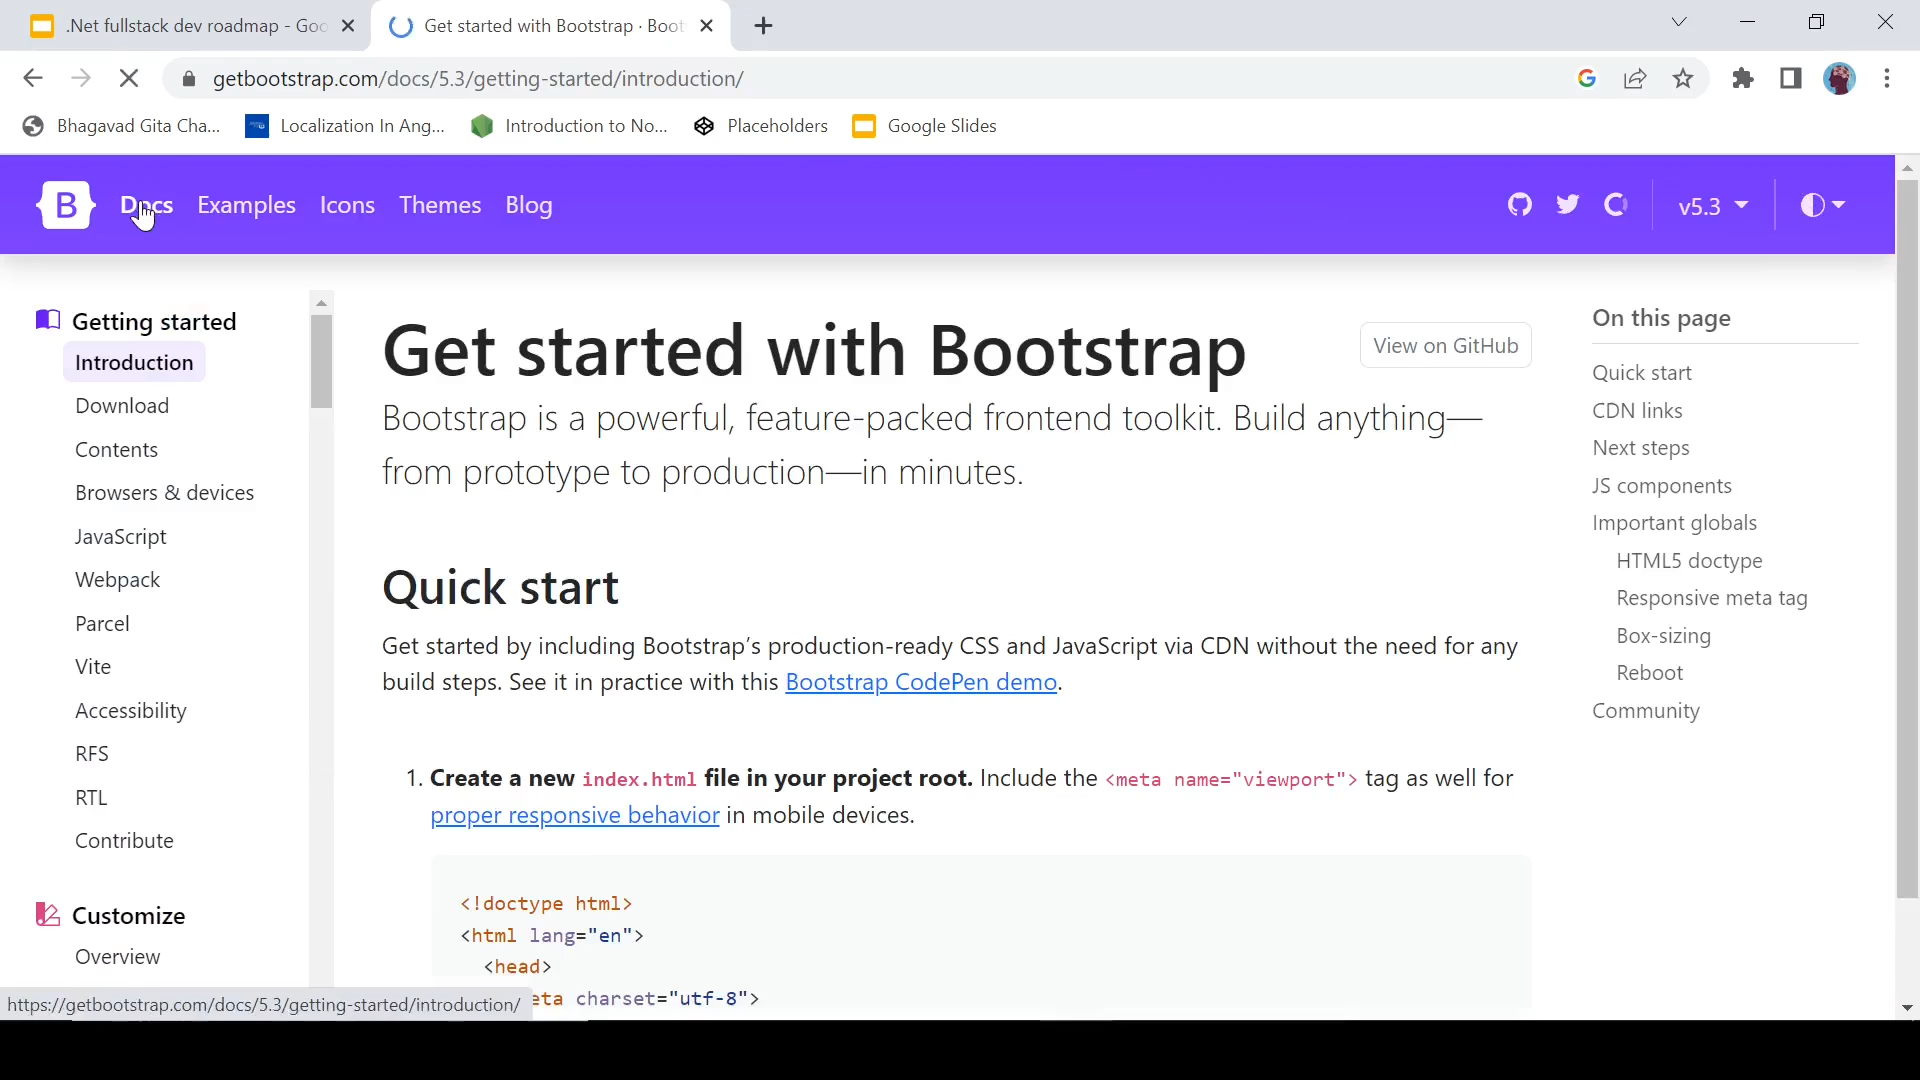 .Net fullstack dev roadmap - Goo
Get started with Bootstrap · Boot
getbootstrap.com/docs/5.3/getting-started/introduction/
Bhagavad Gita Cha...
Localization In Ang...
Introduction to No...
Placeholders
Google Slides
B
Docs
Examples
Icons
Themes
Blog
v5.3
Getting started
Introduction
Download
Contents
Browsers & devices
JavaScript
Webpack
Parcel
Vite
Accessibility
RFS
RTL
Contribute
Customize
Overview
Get started with Bootstrap
View on GitHub
Bootstrap is a powerful, feature-packed frontend toolkit. Build anything—
from prototype to production—in minutes.
Quick start
Get started by including Bootstrap’s production-ready CSS and JavaScript via CDN without the need for any
build steps. See it in practice with this Bootstrap CodePen demo.
1. Create a new index.html file in your project root. Include the <meta name="viewport"> tag as well for
proper responsive behavior in mobile devices.
<!doctype html>
<html lang="en">
<head>
eta charset="utf-8">
On this page
Quick start
CDN links
Next steps
JS components
Important globals
HTML5 doctype
Responsive meta tag
Box-sizing
Reboot
Community
https://getbootstrap.com/docs/5.3/getting-started/introduction/